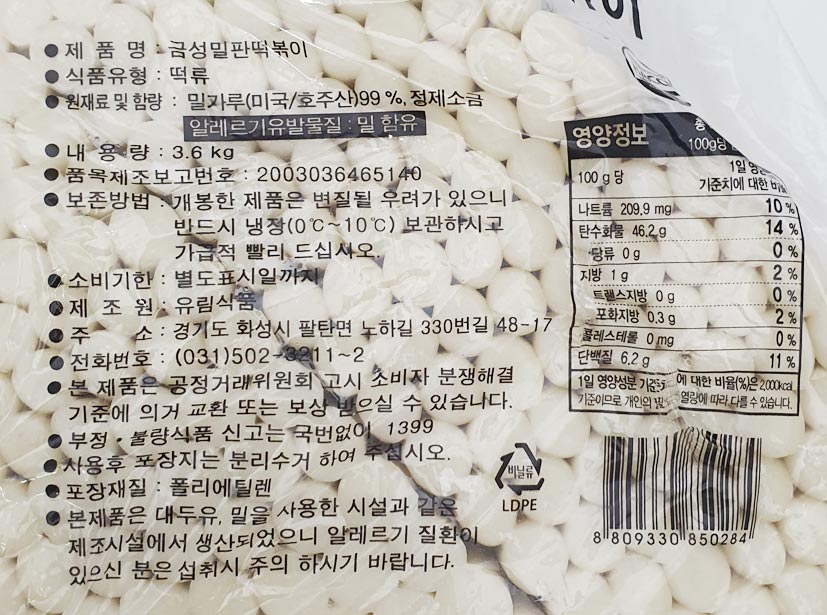 ● 제 품 명 : 금성밀판떡볶이
● 식품유형 : 떡류
● 원재료 및 함량 : 밀가루(미국/호주산)99 %, 정제소금
알레르기유발물질 : 밀 함유
● 내 용 량 : 3.6 kg
● 품목제조보고번호 : 2003036465140
● 보존방법 : 개봉한 제품은 변질될 우려가 있으니
반드시 냉장(0℃~10℃) 보관하시고
가급적 빨리 드십시오.
● 소비기한 : 별도표시일까지
● 제 조 원 : 유림식품
● 주 소 : 경기도 화성시 팔탄면 노하길 330번길 48-17
● 전화번호 : (031)502-3211~2
● 본 제품은 공정거래위원회 고시 소비자 분쟁해결
기준에 의거 교환 또는 보상 받으실 수 있습니다.
● 부정·불량식품 신고는 국번없이 1399
● 사용후 포장지는 분리수거 하여 주십시오.
● 포장재질 : 폴리에틸렌
● 본제품은 대두유, 밀을 사용한 시설과 같은
제조시설에서 생산되었으니 알레르기 질환이
있으신 분은 섭취시 주의 하시기 바랍니다.
비닐류
LDPE
영양정보
100g당
100 g 당
1일
기준치에 대한
나트륨 209.9 mg 10 %
탄수화물 46.2 g 14 %
당류 0 g 0 %
지방 1 g 2 %
트랜스지방 0 g 0 %
포화지방 0.3 g 2 %
콜레스테롤 0 mg 0 %
단백질 6.2 g 11 %
1일 영양성분 에 대한 비율(%)은 2,000kcal
기준이므로 개인의 열량에 따라 다를 수 있습니다.
8 809330 850284